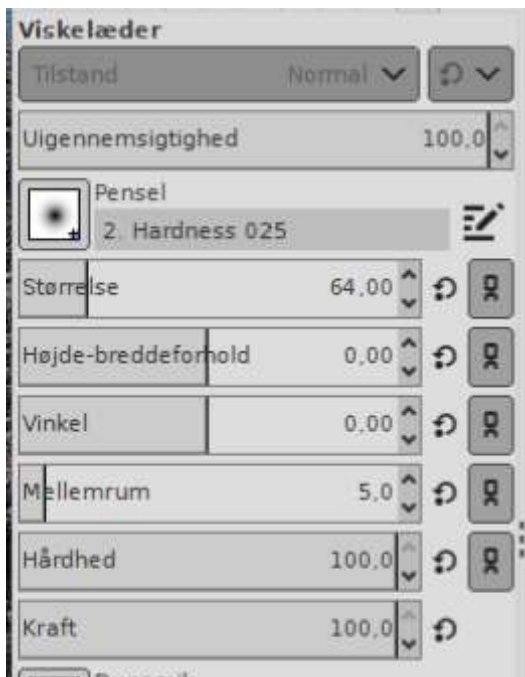 Viskelæder
Tilstand Normal
Uigennemsigtighed 100,0
Pensel
2. Hardness 025
Størrelse 64,00
Højde-breddeforhold 0,00
Vinkel 0,00
Mellemrum 5,0
Hårdhed 100,0
Kraft 100,0